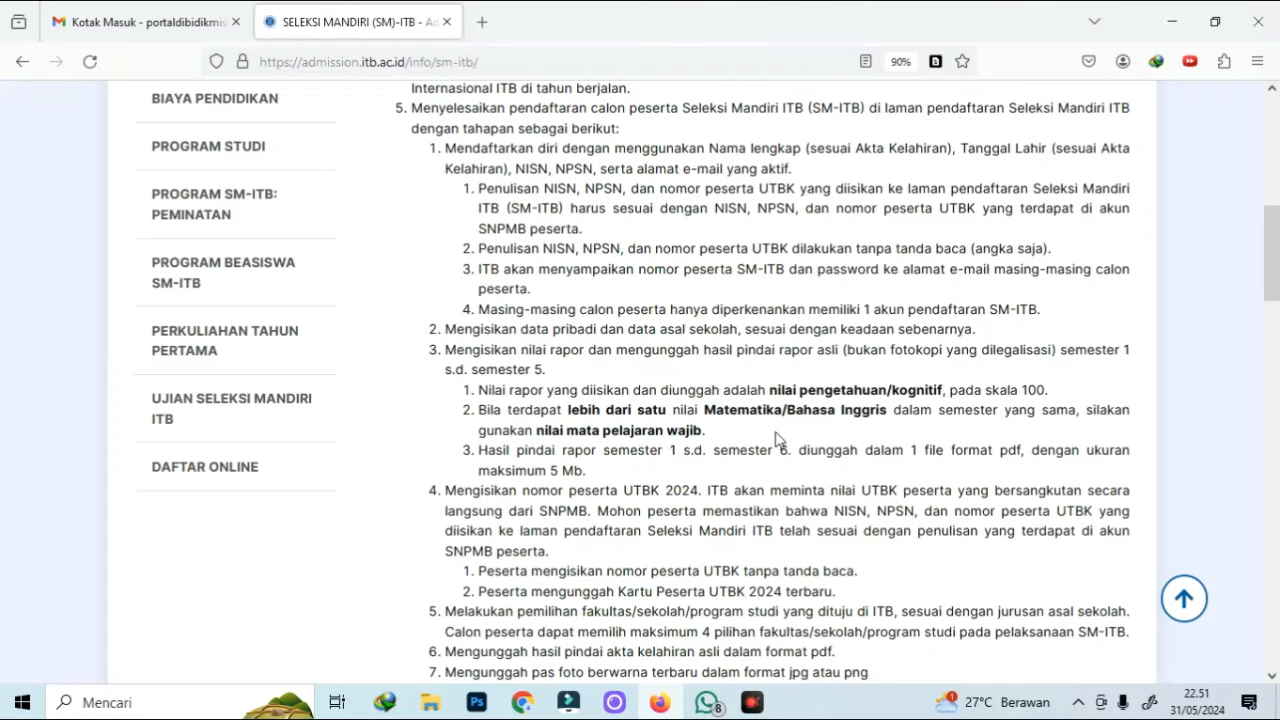 Kotak Masuk - portaldibidikmis
SELEKSI MANDIRI (SM)-ITB - Ad
https://admission.itb.ac.id/info/sm-itb/
90%
BIAYA PENDIDIKAN
PROGRAM STUDI
PROGRAM SM-ITB:
PEMINATAN
PROGRAM BEASISWA
SM-ITB
PERKULIAHAN TAHUN
PERTAMA
UJIAN SELEKSI MANDIRI
ITB
DAFTAR ONLINE
Internasional ITB di tahun berjalan.
5. Menyelesaikan pendaftaran calon peserta Seleksi Mandiri ITB (SM-ITB) di laman pendaftaran Seleksi Mandiri ITB
dengan tahapan sebagai berikut:
1. Mendaftarkan diri dengan menggunakan Nama lengkap (sesuai Akta Kelahiran), Tanggal Lahir (sesuai Akta
Kelahiran), NISN, NPSN, serta alamat e-mail yang aktif.
1. Penulisan NISN, NPSN, dan nomor peserta UTBK yang diisikan ke laman pendaftaran Seleksi Mandiri
ITB (SM-ITB) harus sesuai dengan NISN, NPSN, dan nomor peserta UTBK yang terdapat di akun
SNPMB peserta.
2. Penulisan NISN, NPSN, dan nomor peserta UTBK dilakukan tanpa tanda baca (angka saja).
3. ITB akan menyampaikan nomor peserta SM-ITB dan password ke alamat e-mail masing-masing calon
peserta.
4. Masing-masing calon peserta hanya diperkenankan memiliki 1 akun pendaftaran SM-ITB.
2. Mengisikan data pribadi dan data asal sekolah, sesuai dengan keadaan sebenarnya.
3. Mengisikan nilai rapor dan mengunggah hasil pindai rapor asli (bukan fotokopi yang dilegalisasi) semester 1
s.d. semester 5.
1. Nilai rapor yang diisikan dan diunggah adalah nilai pengetahuan/kognitif, pada skala 100.
2. Bila terdapat lebih dari satu nilai Matematika/Bahasa Inggris dalam semester yang sama, silakan
gunakan nilai mata pelajaran wajib.
3. Hasil pindai rapor semester 1 s.d. semester 6. diunggah dalam 1 file format pdf, dengan ukuran
maksimum 5 Mb.
4. Mengisikan nomor peserta UTBK 2024. ITB akan meminta nilai UTBK peserta yang bersangkutan secara
langsung dari SNPMB. Mohon peserta memastikan bahwa NISN, NPSN, dan nomor peserta UTBK yang
diisikan ke laman pendaftaran Seleksi Mandiri ITB telah sesuai dengan penulisan yang terdapat di akun
SNPMB peserta.
1. Peserta mengisikan nomor peserta UTBK tanpa tanda baca.
2. Peserta mengunggah Kartu Peserta UTBK 2024 terbaru.
5. Melakukan pemilihan fakultas/sekolah/program studi yang dituju di ITB, sesuai dengan jurusan asal sekolah.
Calon peserta dapat memilih maksimum 4 pilihan fakultas/sekolah/program studi pada pelaksanaan SM-ITB.
6. Mengunggah hasil pindai akta kelahiran asli dalam format pdf.
7. Mengunggah pas foto berwarna terbaru dalam format jpg atau png
Mencari
Ps
8
27°C Berawan
22.51
31/05/2024